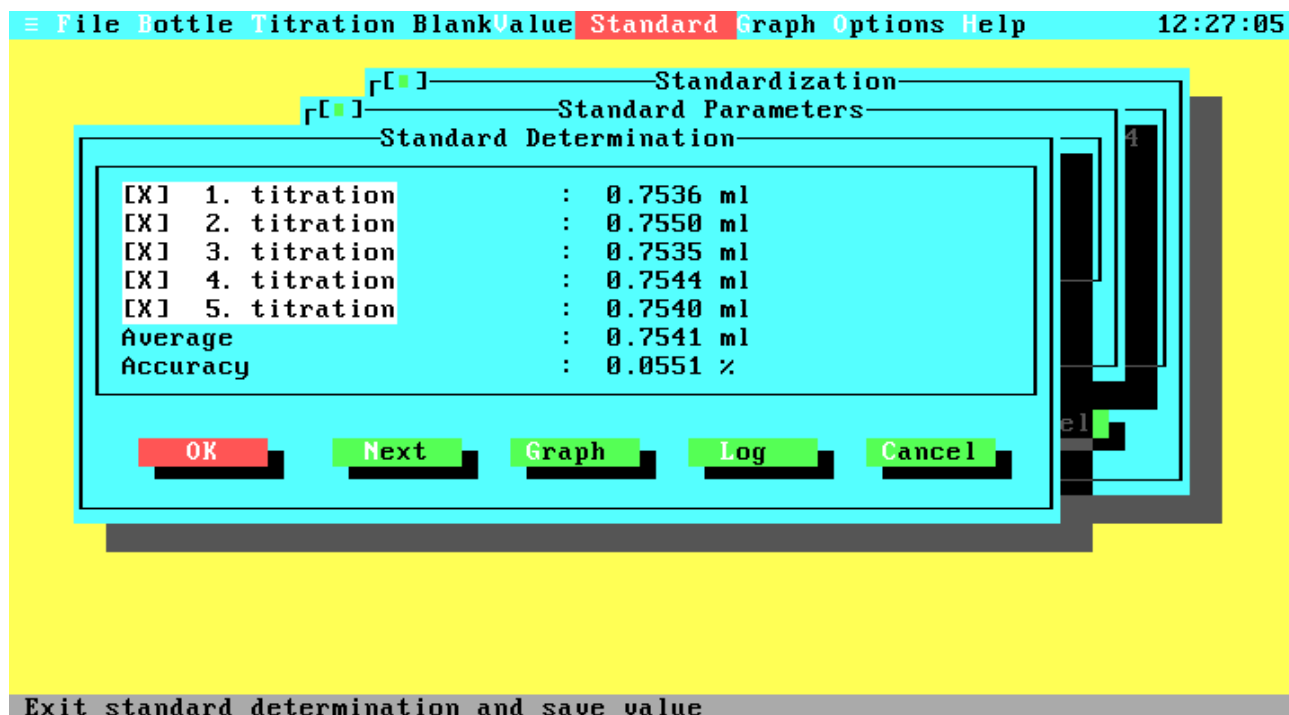 ≡ File Bottle Titration BlankValue Standard Graph Options Help 12:27:05
[▪] Standardization
[▪] Standard Parameters
Standard Determination
4
[X] 1. titration : 0.7536 ml
[X] 2. titration : 0.7550 ml
[X] 3. titration : 0.7535 ml
[X] 4. titration : 0.7544 ml
[X] 5. titration : 0.7540 ml
Average : 0.7541 ml
Accuracy : 0.0551 %
el
OK Next Graph Log Cancel
Exit standard determination and save value